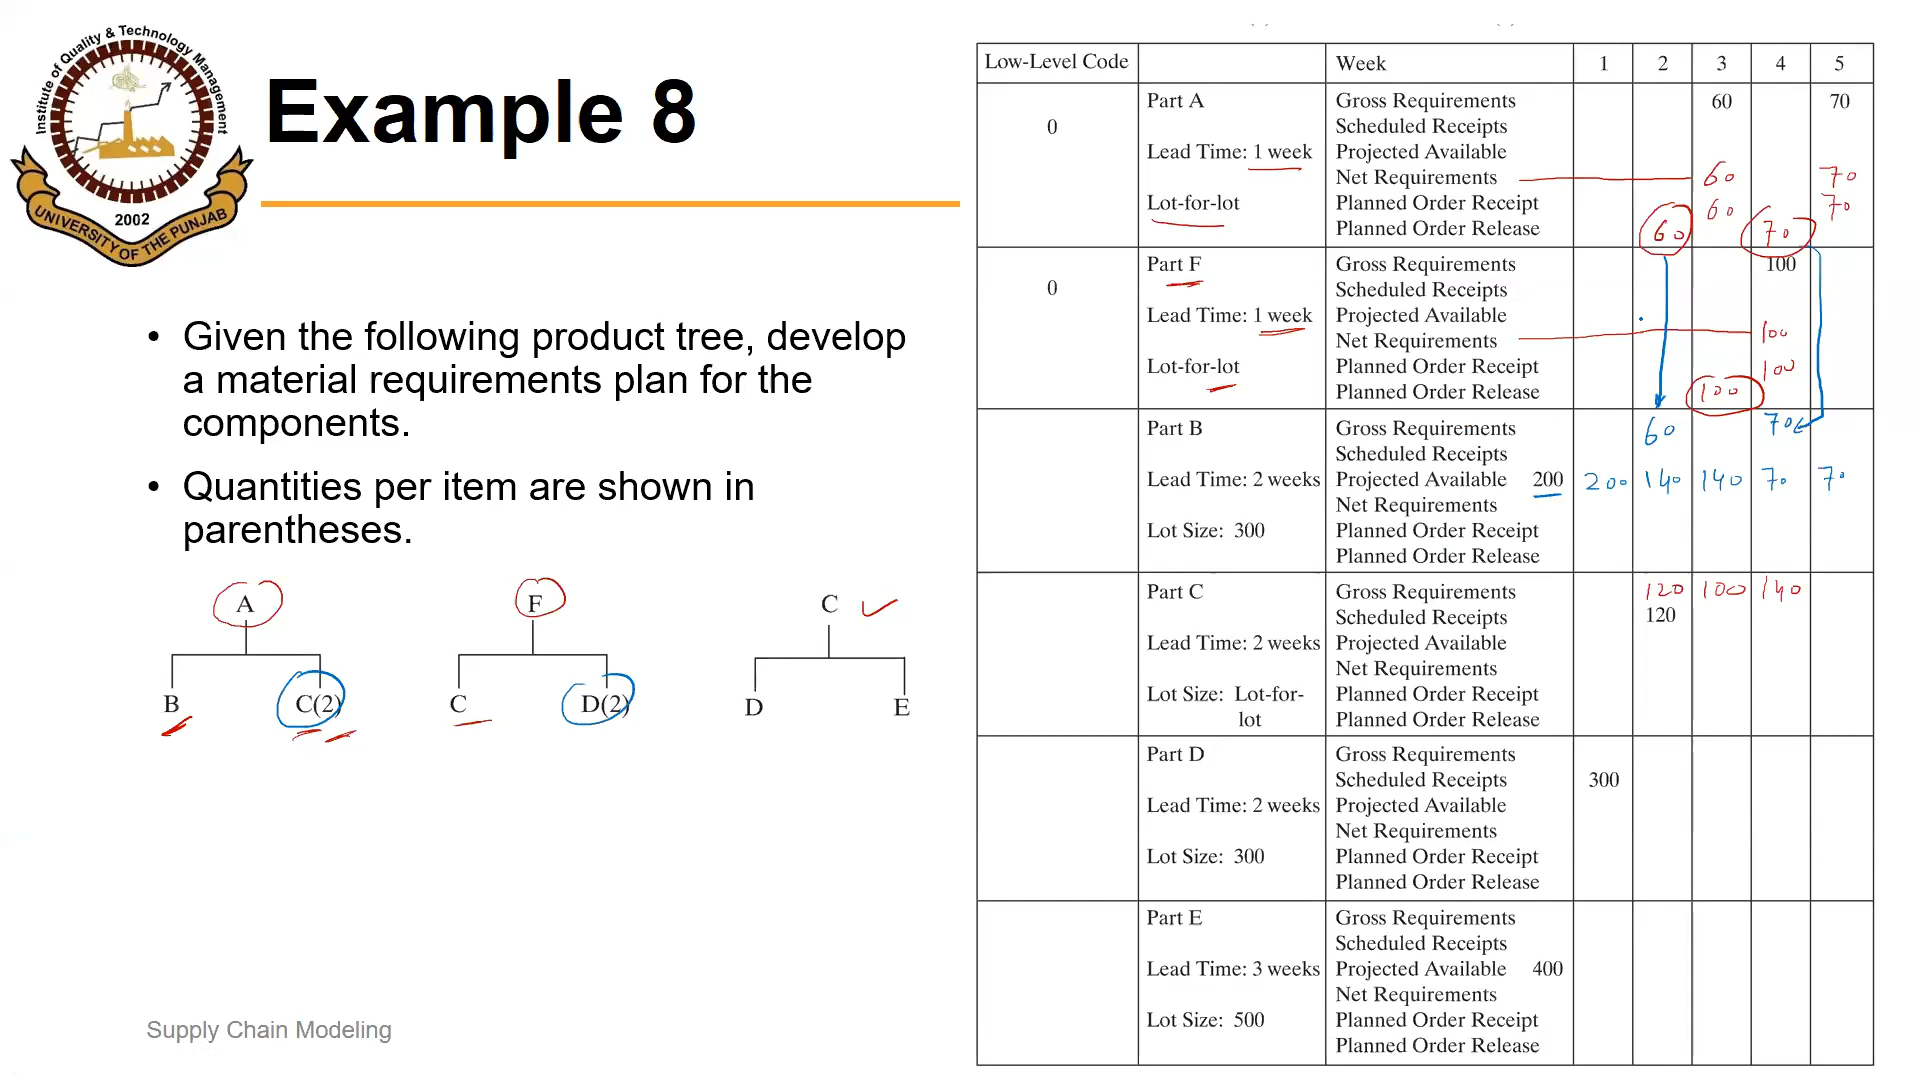 Institute of Quality & Technology Management
2002
UNIVERSITY OF THE PUNJAB
Example 8
• Given the following product tree, develop
a material requirements plan for the
components.
• Quantities per item are shown in
parentheses.
A
B C(2)
F
C D(2)
C
D E
Supply Chain Modeling
Low-Level Code Week 1 2 3 4 5
Part A Gross Requirements 60 70
0 Scheduled Receipts
Lead Time: 1 week Projected Available
Net Requirements 60 70
Lot-for-lot Planned Order Receipt 60 70
Planned Order Release 60 70
Part F Gross Requirements 100
0 Scheduled Receipts
Lead Time: 1 week Projected Available
Net Requirements 100
Lot-for-lot Planned Order Receipt 100
Planned Order Release 100
Part B Gross Requirements 60 70
Scheduled Receipts
Lead Time: 2 weeks Projected Available 200 200 140 140 70 70
Net Requirements
Lot Size: 300 Planned Order Receipt
Planned Order Release
Part C Gross Requirements 120 100 140
Scheduled Receipts 120
Lead Time: 2 weeks Projected Available
Net Requirements
Lot Size: Lot-for- Planned Order Receipt
lot Planned Order Release
Part D Gross Requirements
Scheduled Receipts 300
Lead Time: 2 weeks Projected Available
Net Requirements
Lot Size: 300 Planned Order Receipt
Planned Order Release
Part E Gross Requirements
Scheduled Receipts
Lead Time: 3 weeks Projected Available 400
Net Requirements
Lot Size: 500 Planned Order Receipt
Planned Order Release